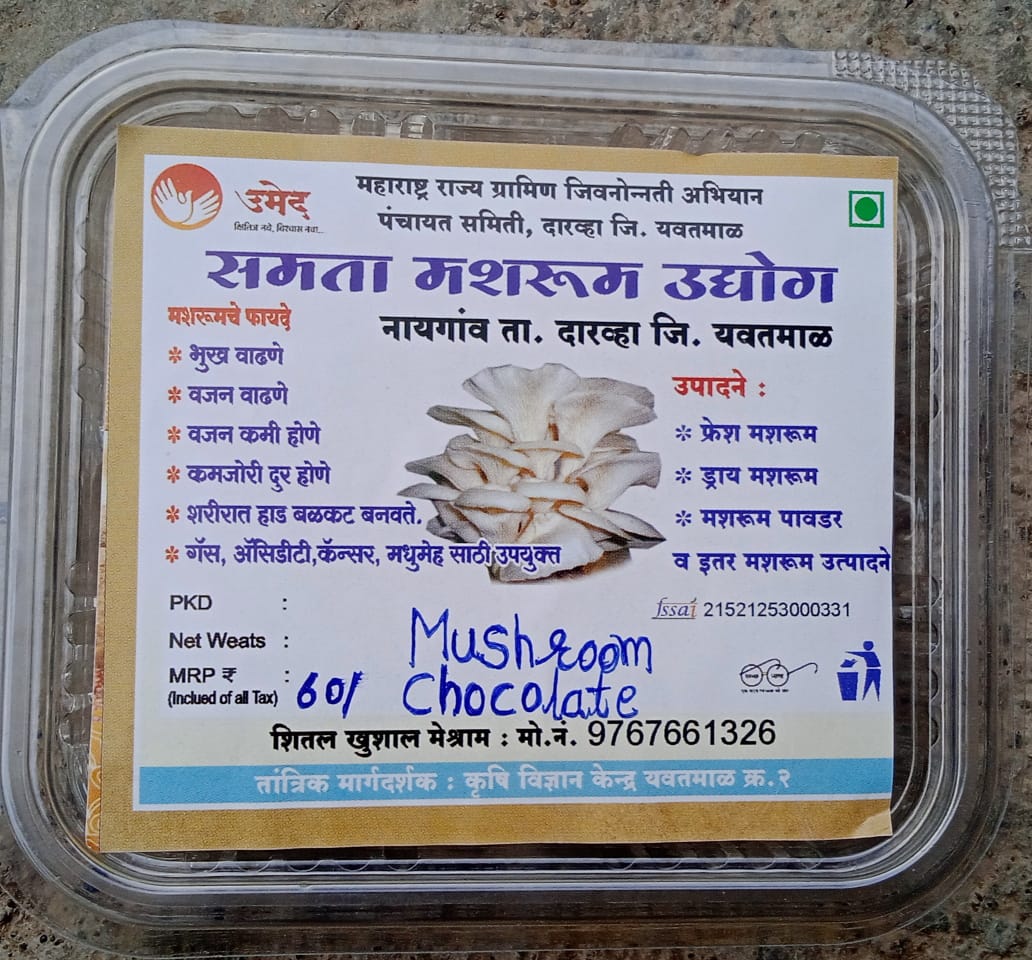 उमेद
क्षितिज नवे, विश्वास नवा...
महाराष्ट्र राज्य ग्रामिण जिवनोन्नती अभियान
पंचायत समिती, दारव्हा जि. यवतमाळ
समता मशरूम उद्योग
नायगांव ता. दारव्हा जि. यवतमाळ
मशरूमचे फायदे
* भुख वाढणे
* वजन वाढणे
* वजन कमी होणे
* कमजोरी दुर होणे
* शरीरात हाड बळकट बनवते.
* गॅस, ॲसिडीटी,कॅन्सर, मधुमेह साठी उपयुक्त
उपादने :
* फ्रेश मशरूम
* ड्राय मशरूम
* मशरूम पावडर
व इतर मशरूम उत्पादने
fssai 21521253000331
PKD :
Net Weats :
MRP ₹ : 60/
(Inclued of all Tax)
Mushroom
Chocolate
शितल खुशाल मेश्राम : मो.नं. 9767661326
तांत्रिक मार्गदर्शक : कृषि विज्ञान केन्द्र यवतमाळ क्र.२